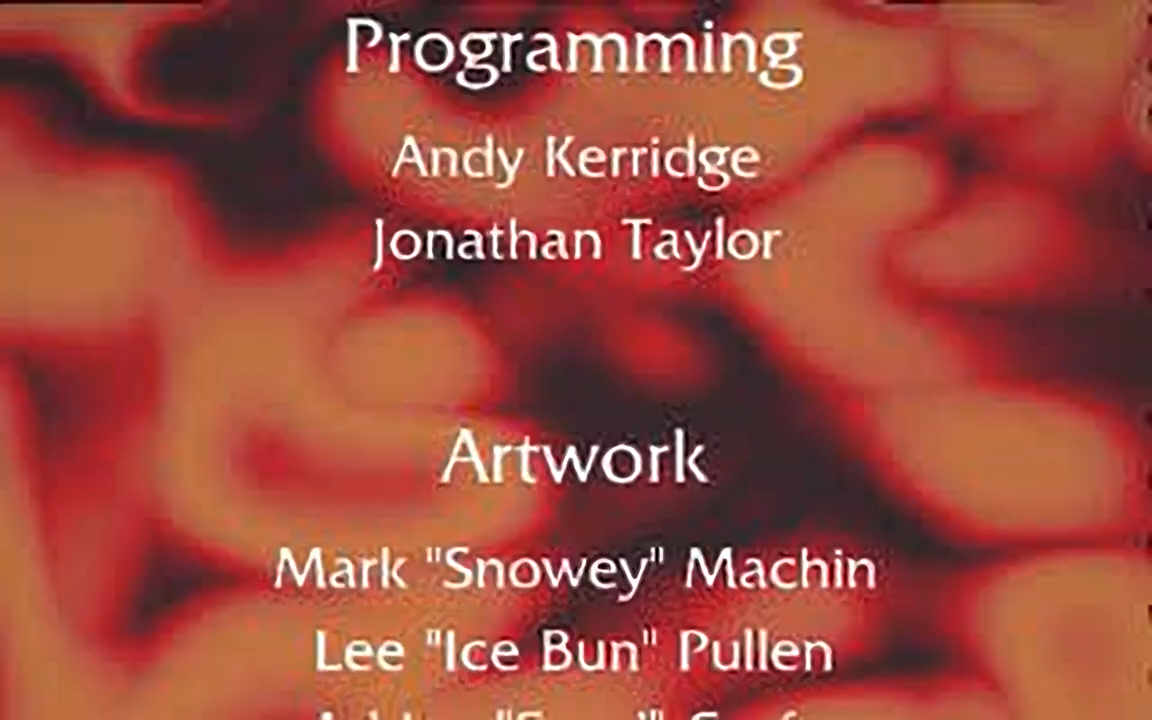 Programming
Andy Kerridge
Jonathan Taylor
Artwork
Mark "Snowey" Machin
Lee "Ice Bun" Pullen